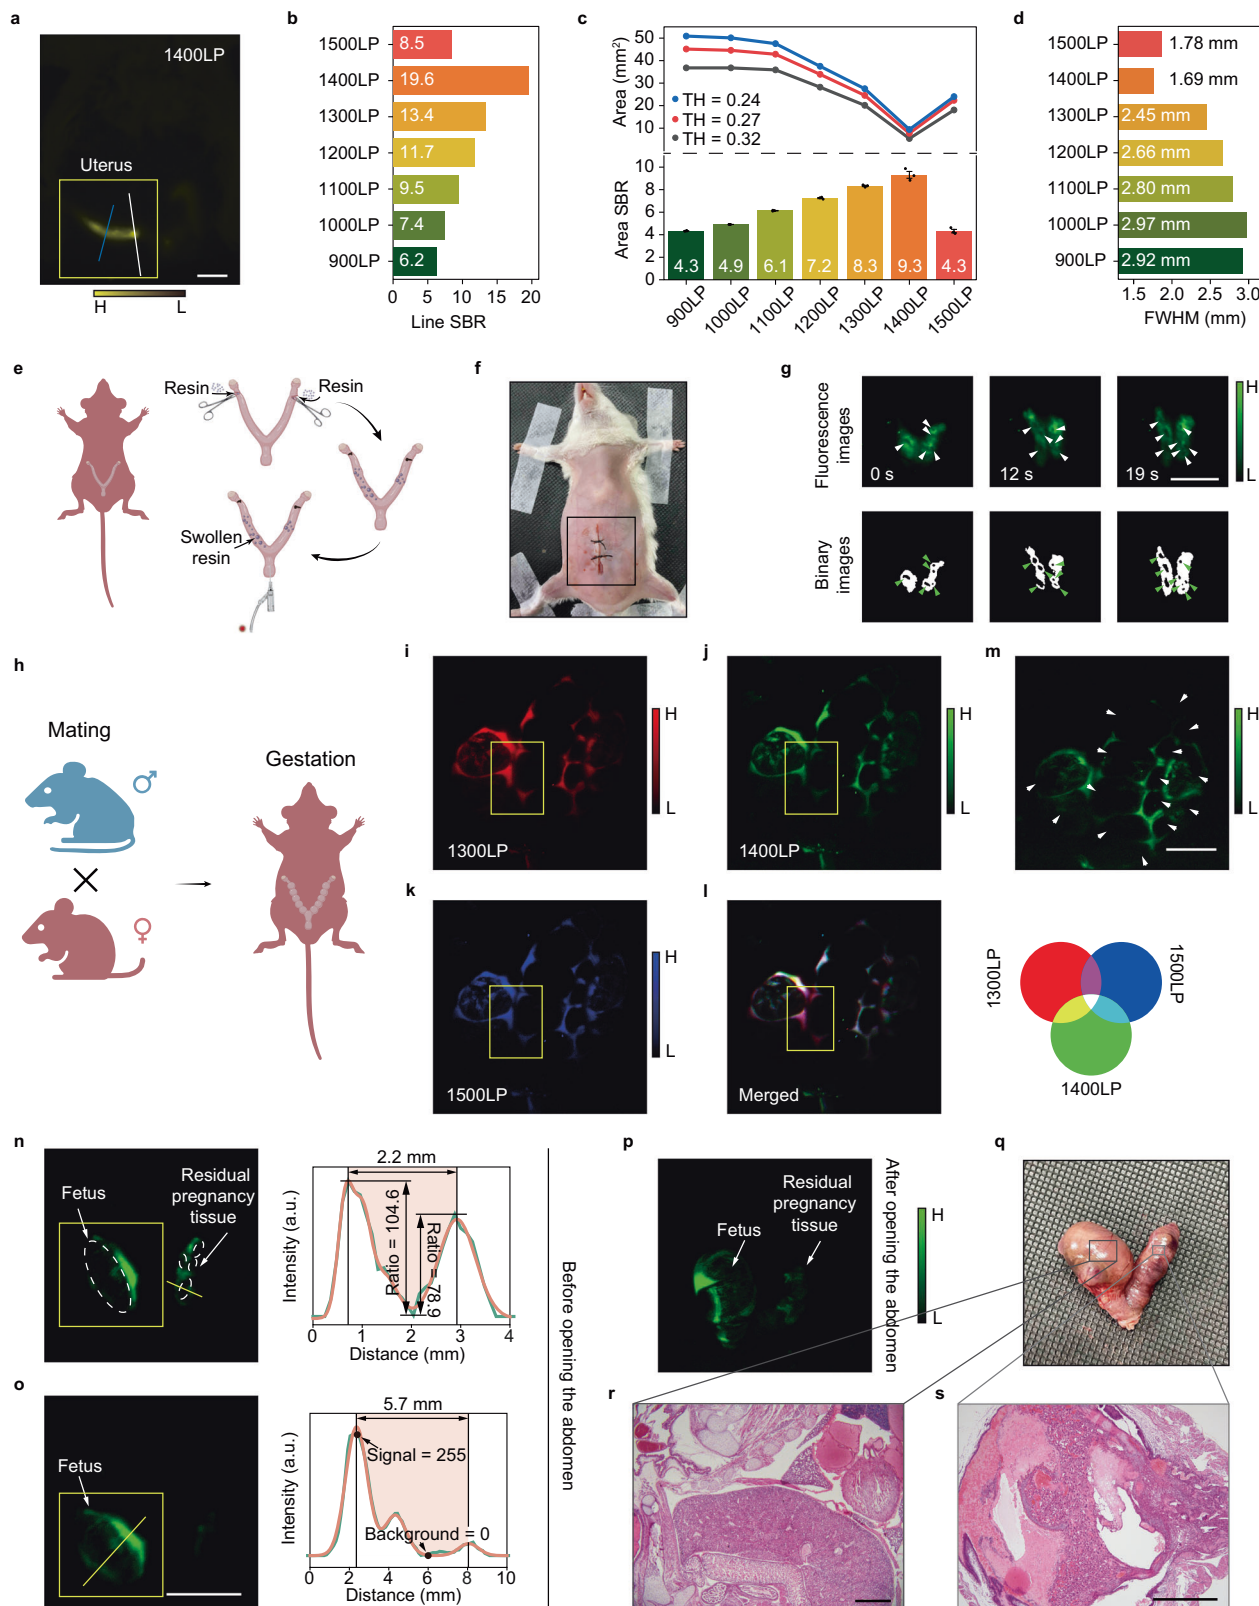 a
1400LP
Uterus
H
L
b
1500LP
8.5
1400LP
19.6
1300LP
13.4
1200LP
11.7
1100LP
9.5
1000LP
7.4
900LP
6.2
0
5
10
15
20
Line SBR
c
Area (mm²)
50
40
30
20
10
TH = 0.24
TH = 0.27
TH = 0.32
Area SBR
10
8
6
4
2
0
4.3
4.9
6.1
7.2
8.3
9.3
4.3
900LP
1000LP
1100LP
1200LP
1300LP
1400LP
1500LP
d
1500LP
1.78 mm
1400LP
1.69 mm
1300LP
2.45 mm
1200LP
2.66 mm
1100LP
2.80 mm
1000LP
2.97 mm
900LP
2.92 mm
1.5
2.0
2.5
3.0
FWHM (mm)
e
Resin
Resin
Swollen
resin
f
g
Fluorescence
images
0 s
12 s
19 s
H
L
Binary
images
h
Mating
♂
♀
Gestation
i
1300LP
H
L
j
1400LP
H
L
m
H
L
k
1500LP
H
L
l
Merged
1300LP
1500LP
1400LP
n
Fetus
Residual
pregnancy
tissue
2.2 mm
Ratio = 104.6
Ratio = 78.9
Intensity (a.u.)
0
1
2
3
4
Distance (mm)
Before opening the abdomen
o
Fetus
5.7 mm
Signal = 255
Background = 0
Intensity (a.u.)
0
2
4
6
8
10
Distance (mm)
p
Fetus
Residual
pregnancy
tissue
After opening the abdomen
H
L
q
r
s